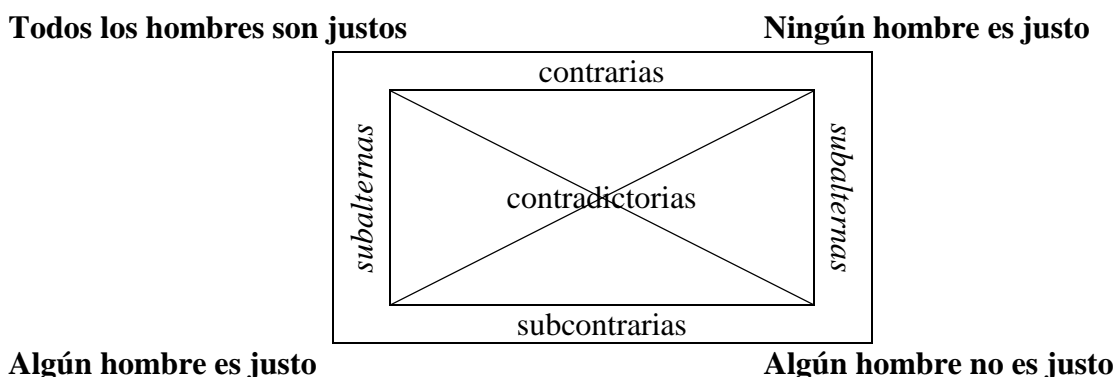 Todos los hombres son justos
Ningún hombre es justo
contrarias
subalternas
contradictorias
subalternas
subcontrarias
Algún hombre es justo
Algún hombre no es justo